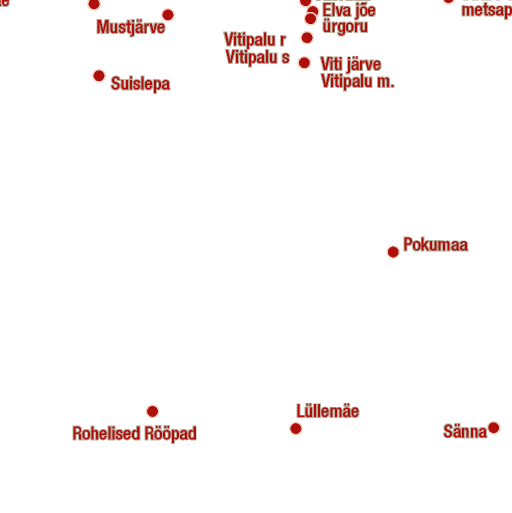 Elva jõe
ürgoru
metsap
Mustjärve
Vitipalu r
Vitipalu s
Viti järve
Vitipalu m.
Suislepa
Pokumaa
Lüllemäe
Rohelised Rööpad
Sänna